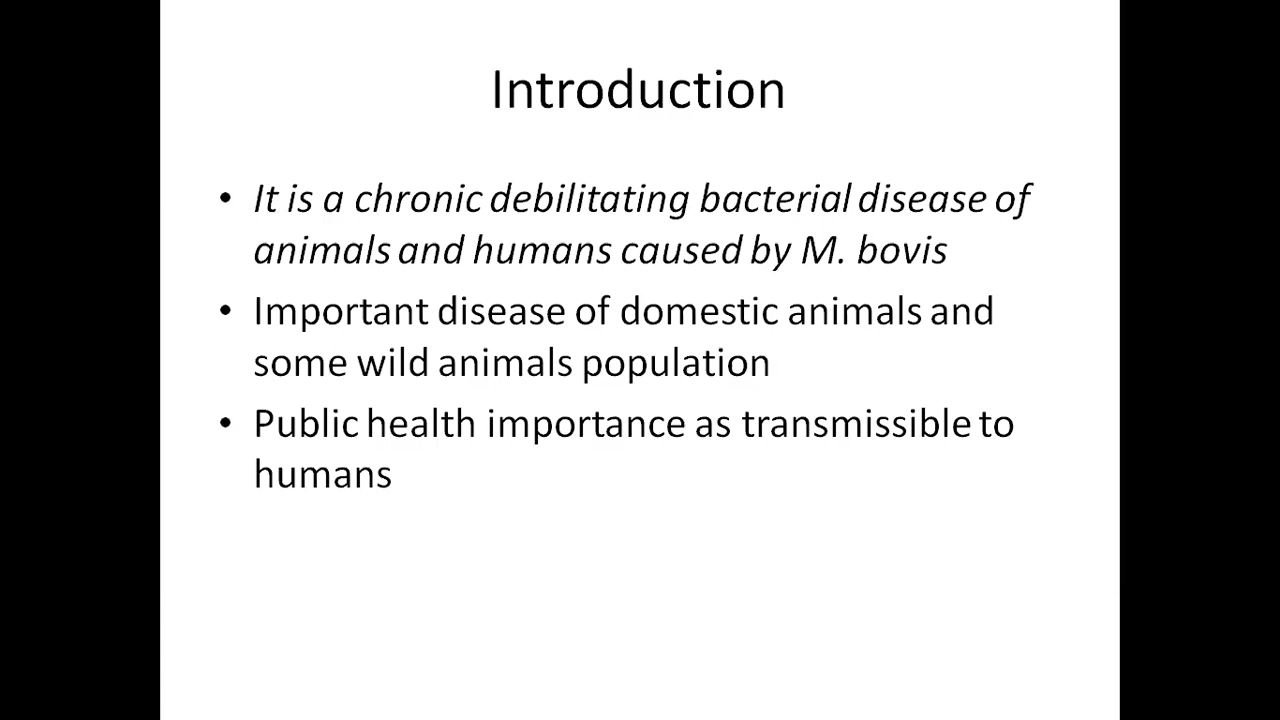 Introduction
• It is a chronic debilitating bacterial disease of
animals and humans caused by M. bovis
• Important disease of domestic animals and
some wild animals population
• Public health importance as transmissible to
humans